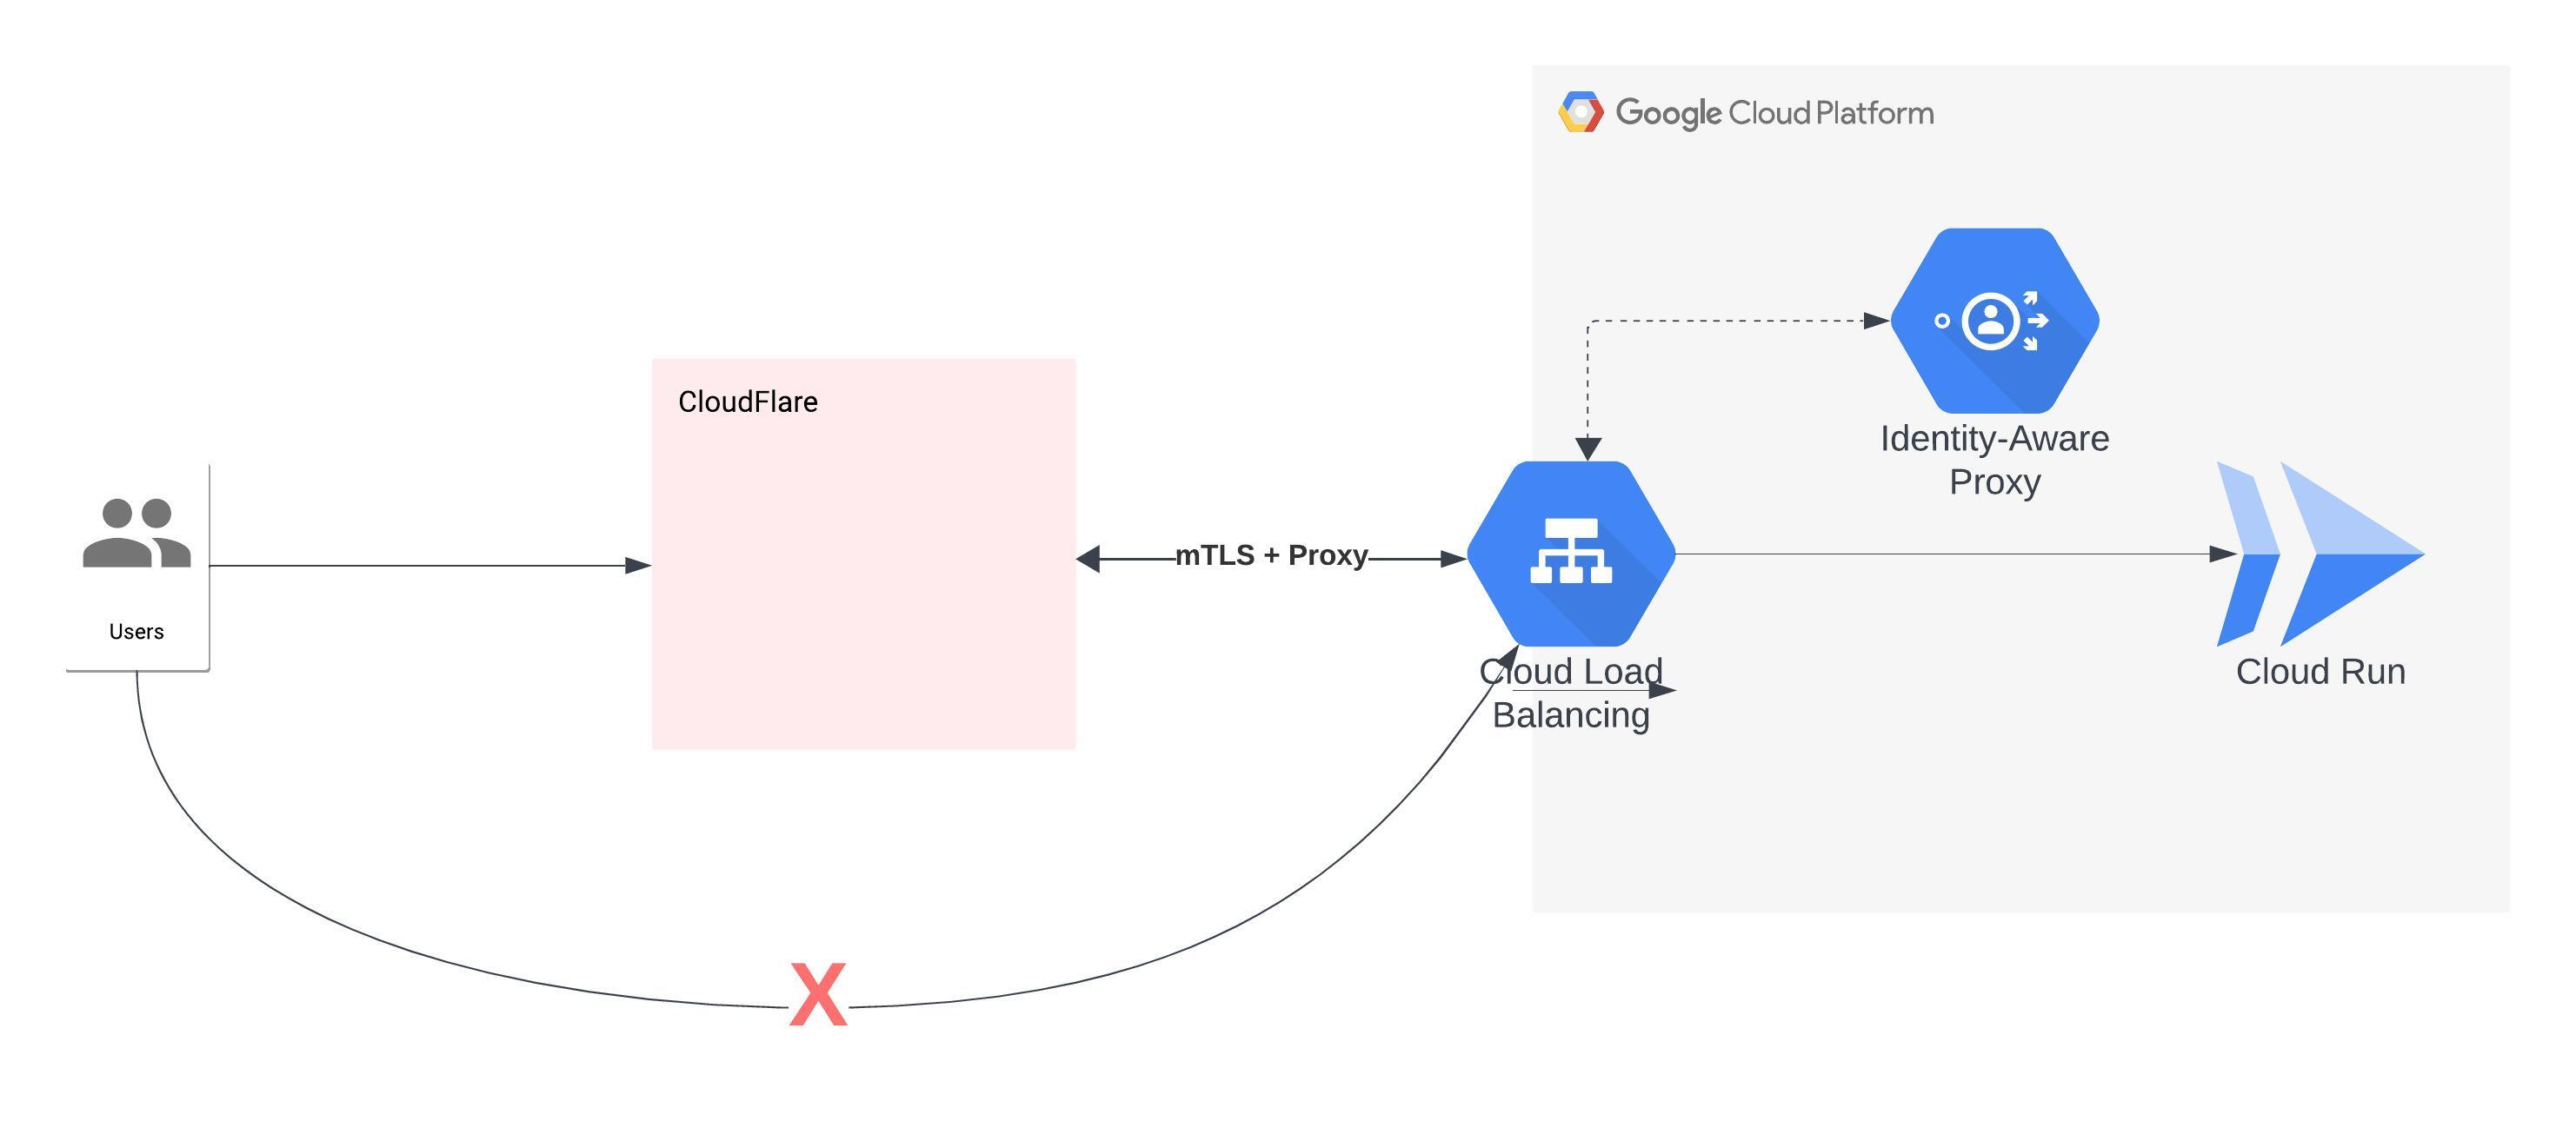 Google Cloud Platform
Identity-Aware
Proxy
CloudFlare
mTLS + Proxy
Users
Cloud Load
Balancing
Cloud Run
X